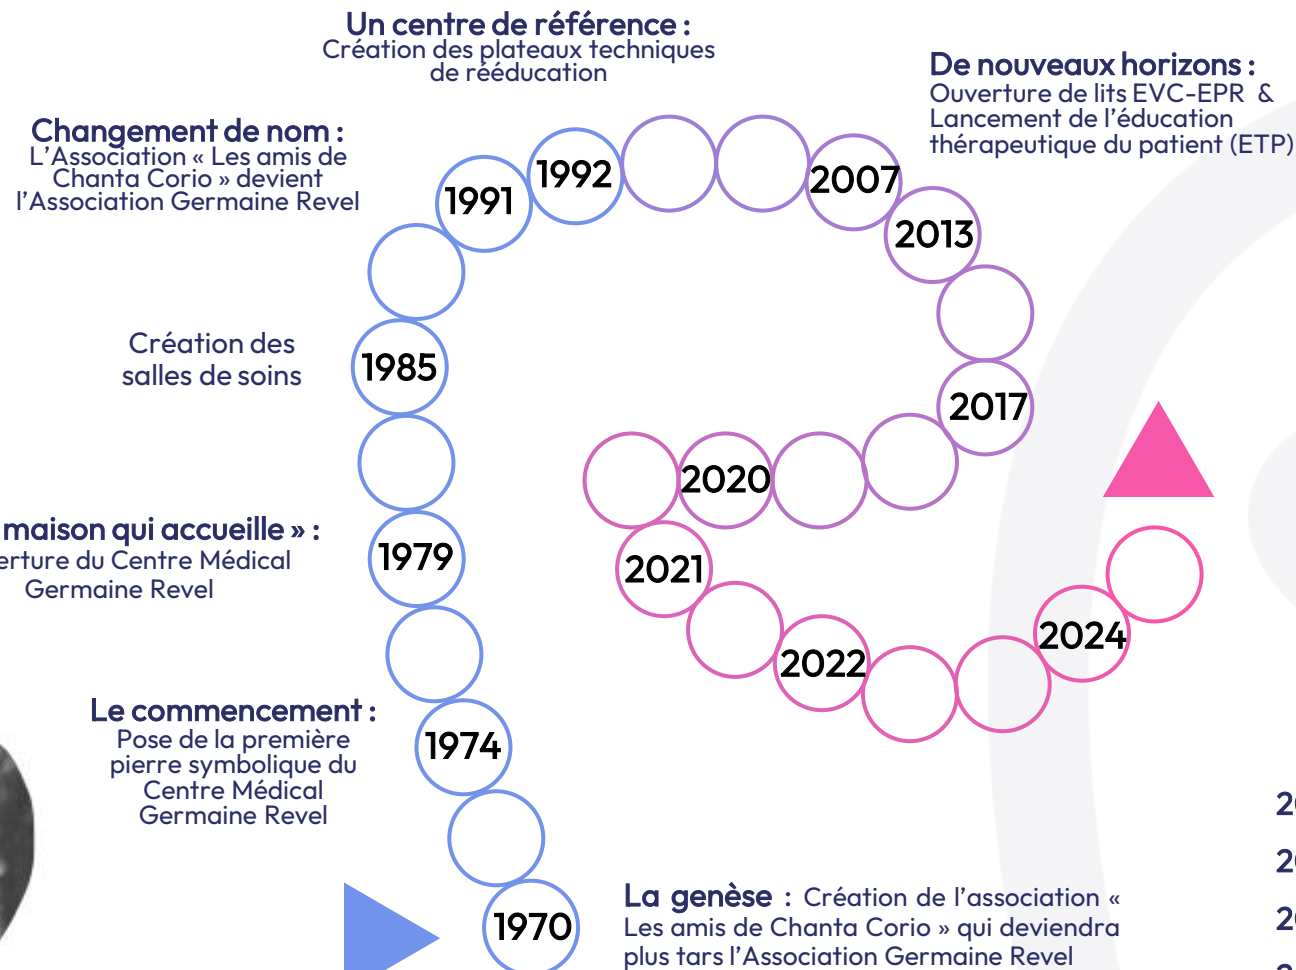 Un centre de référence :
Création des plateaux techniques
de rééducation
De nouveaux horizons :
Ouverture de lits EVC-EPR &
Lancement de l'éducation
thérapeutique du patient (ETP)
Changement de nom :
L'Association « Les amis de
Chanta Corio » devient
l'Association Germaine Revel
1991
1992
2007
2013
Création des
salles de soins
1985
2017
2020
maison qui accueille » :
du Centre Médical
Germaine Revel
1979
2021
2022
2024
Le commencement :
Pose de la première
pierre symbolique du
Centre Médical
Germaine Revel
1974
1970
La genèse : Création de l'association «
Les amis de Chanta Corio » qui deviendra
plus tars l'Association Germaine Revel